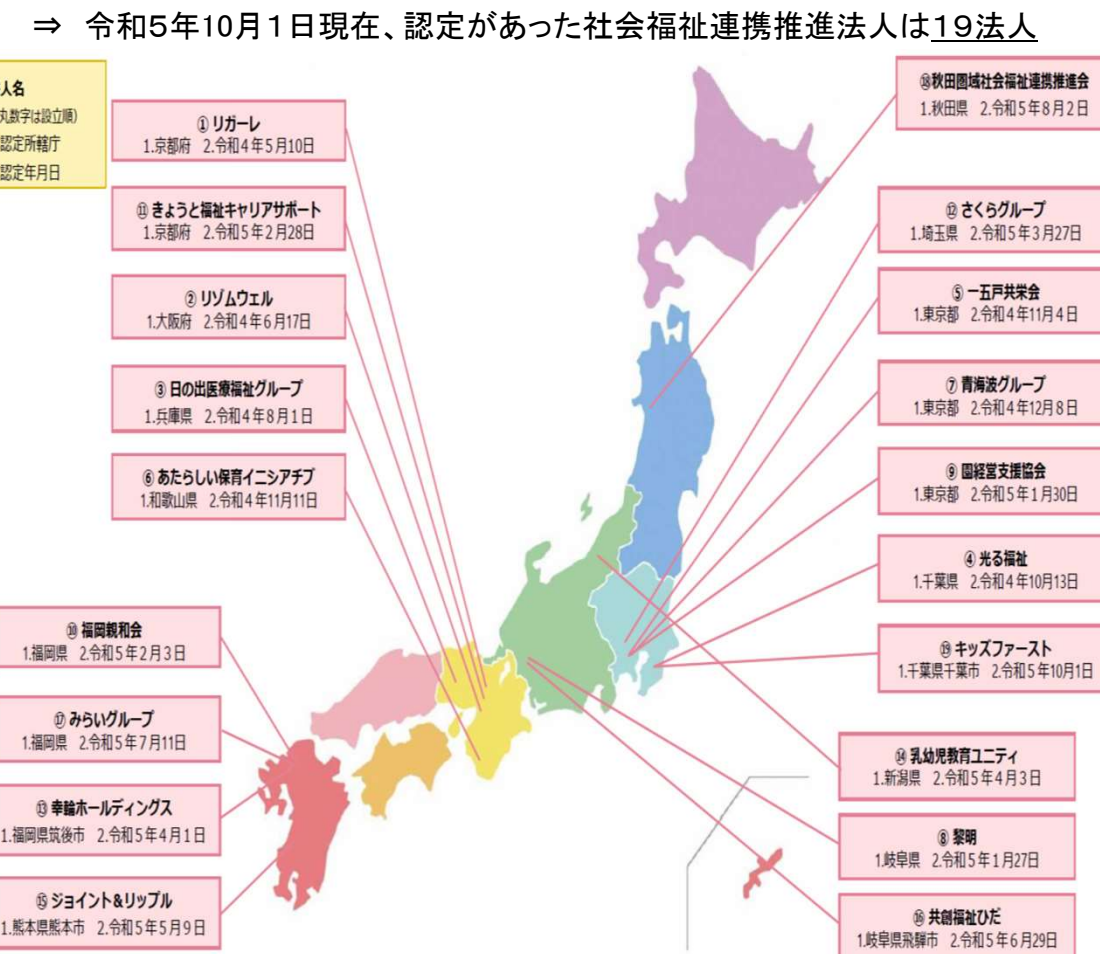 ⇒ 令和5年10月1日現在、認定があった社会福祉連携推進法人は19法人
人名
丸数字は設立順)
認定所轄庁
認定年月日
① リガーレ
1.京都府 2.令和4年5月10日
⑪ きょうと福祉キャリアサポート
1.京都府 2.令和5年2月28日
② リゾムウェル
1.大阪府 2.令和4年6月17日
③ 日の出医療福祉グループ
1.兵庫県 2.令和4年8月1日
⑥ あたらしい保育イニシアチブ
1.和歌山県 2.令和4年11月11日
⑩ 福岡親和会
1.福岡県 2.令和5年2月3日
⑰ みらいグループ
1.福岡県 2.令和5年7月11日
⑬ 幸輪ホールディングス
1.福岡県筑後市 2.令和5年4月1日
⑮ ジョイント&リップル
1.熊本県熊本市 2.令和5年5月9日
⑱秋田圏域社会福祉連携推進会
1.秋田県 2.令和5年8月2日
⑫ さくらグループ
1.埼玉県 2.令和5年3月27日
⑤ 一五戸共栄会
1.東京都 2.令和4年11月4日
⑦ 青海波グループ
1.東京都 2.令和4年12月8日
⑨ 園経営支援協会
1.東京都 2.令和5年1月30日
④ 光る福祉
1.千葉県 2.令和4年10月13日
⑲ キッズファースト
1.千葉県千葉市 2.令和5年10月1日
⑭ 乳幼児教育ユニティ
1.新潟県 2.令和5年4月3日
⑧ 黎明
1.岐阜県 2.令和5年1月27日
⑯ 共創福祉ひだ
1.岐阜県飛騨市 2.令和5年6月29日